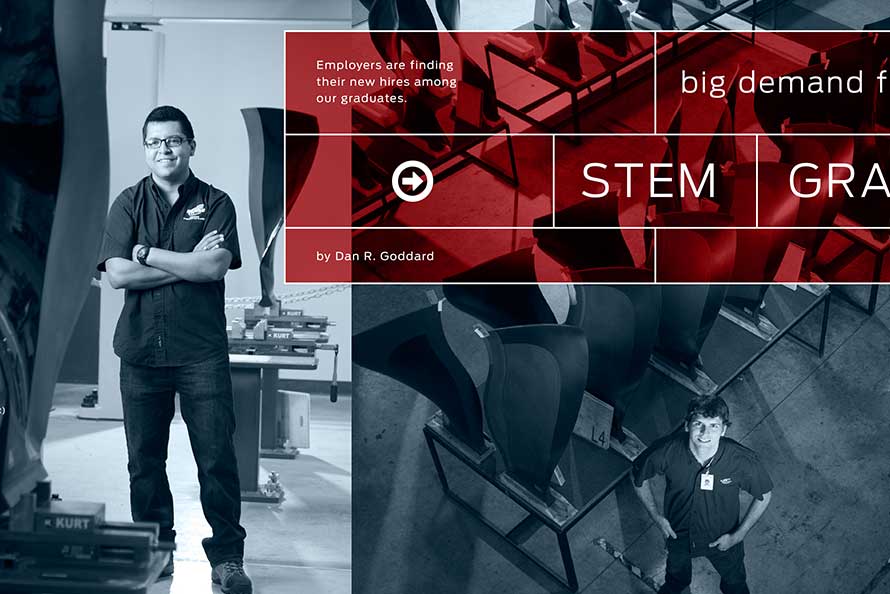 Employers are finding
their new hires among
our graduates.
big demand f
STEM GRA
by Dan R. Goddard
KURT
L4
KURT